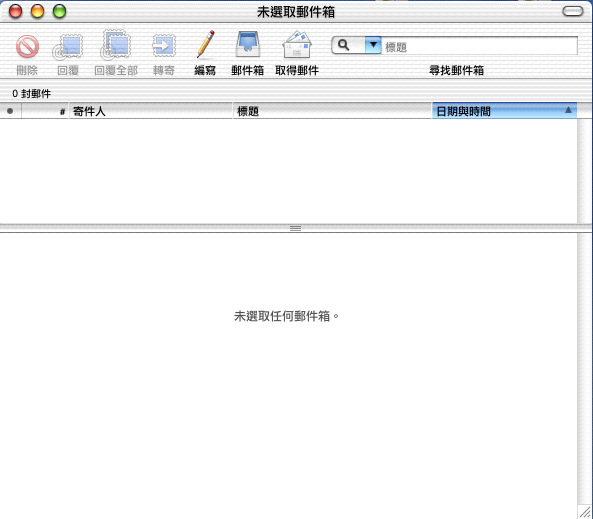 未選取郵件箱
標題
刪除 回覆 回覆全部 轉寄 編寫 郵件箱 取得郵件 尋找郵件箱
0 封郵件
# 寄件人 標題 日期與時間
未選取任何郵件箱。